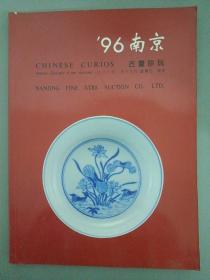 '96南京
CHINESE CURIOS 古董珍玩
NANJING FINE ARTS AUCTION CO. LTD.